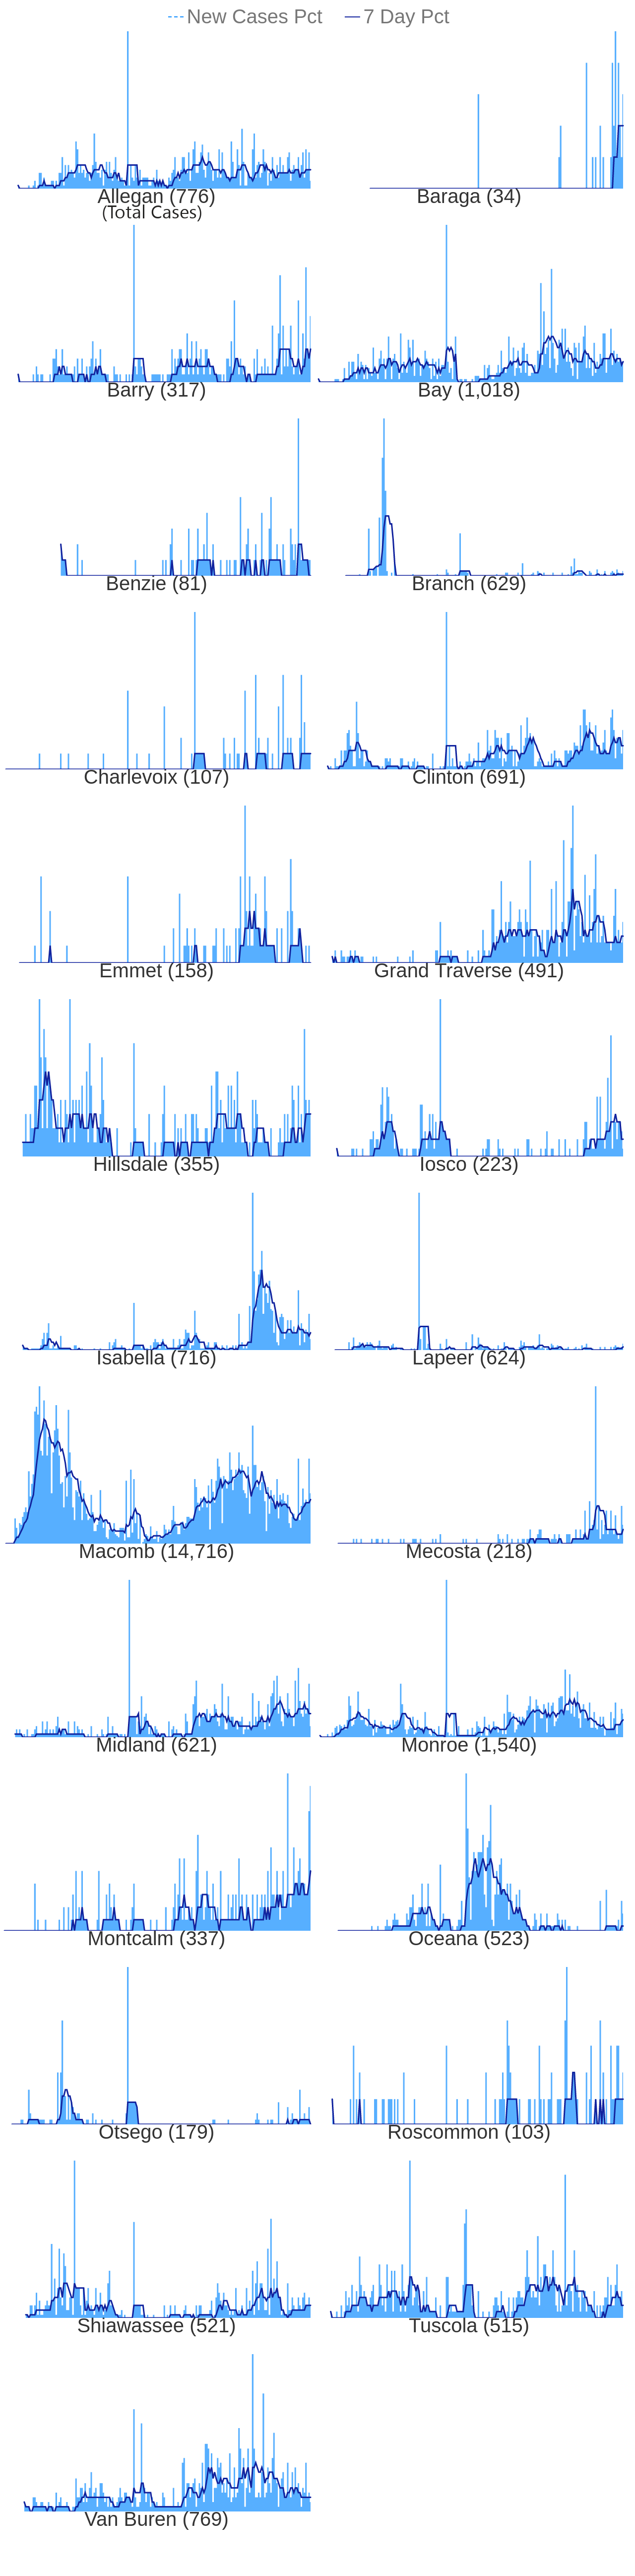 New Cases Pct 7 Day Pct
Allegan (776) Baraga (34)
(Total Cases)
Barry (317) Bay (1,018)
Benzie (81) Branch (629)
Charlevoix (107) Clinton (691)
Emmet (158) Grand Traverse (491)
Hillsdale (355) Iosco (223)
Isabella (716) Lapeer (624)
Macomb (14,716) Mecosta (218)
Midland (621) Monroe (1,540)
Montcalm (337) Oceana (523)
Otsego (179) Roscommon (103)
Shiawassee (521) Tuscola (515)
Van Buren (769)